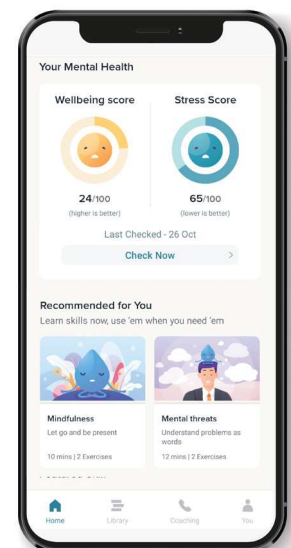 Your Mental Health
Wellbeing score
Stress Score
24/100
65/100
(higher is better)
(lower is better)
Last Checked - 26 Oct
Check Now
Recommended for You
Learn skills now, use 'em when you need 'em
Mindfulness
Mental threats
Let go and be present
Understand problems as
words
10 mins | 2 Exercises
12 mins | 2 Exercises
Home
Library
Coaching
You